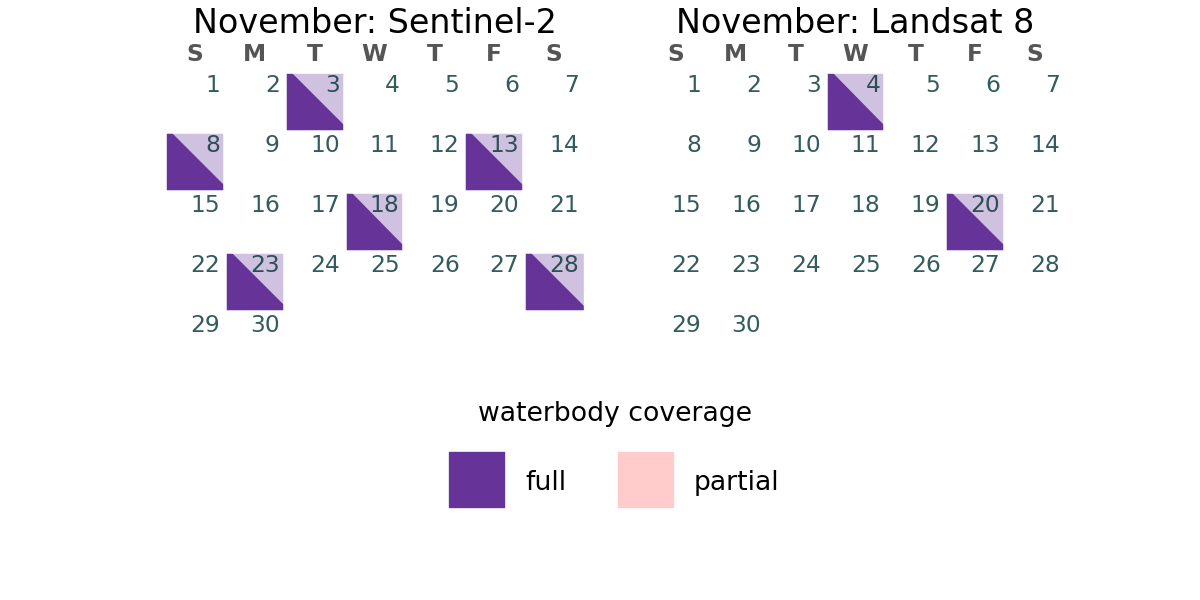 November: Sentinel-2
S M T W T F S
1 2 3 4 5 6 7
8 9 10 11 12 13 14
15 16 17 18 19 20 21
22 23 24 25 26 27 28
29 30
November: Landsat 8
S M T W T F S
1 2 3 4 5 6 7
8 9 10 11 12 13 14
15 16 17 18 19 20 21
22 23 24 25 26 27 28
29 30
waterbody coverage
full partial